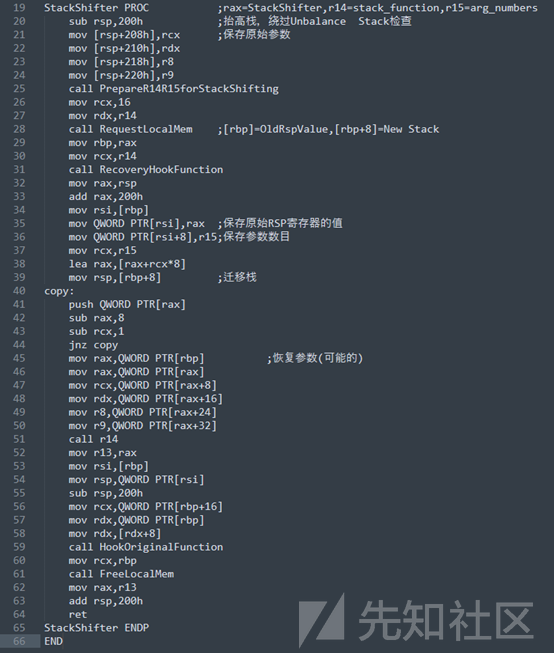 19 StackShifter PROC ;rax=StackShifter,r14=stack_function,r15=arg_numbers
20 sub rsp,200h ;抬高栈, 绕过Unbalance Stack检查
21 mov [rsp+208h],rcx ;保存原始参数
22 mov [rsp+210h],rdx
23 mov [rsp+218h],r8
24 mov [rsp+220h],r9
25 call PrepareR14R15forStackShifting
26 mov rcx,16
27 mov rdx,r14
28 call RequestLocalMem ;[rbp]=OldRspValue,[rbp+8]=New Stack
29 mov rbp,rax
30 mov rcx,r14
31 call RecoveryHookFunction
32 mov rax,rsp
33 add rax,200h
34 mov rsi,[rbp]
35 mov QWORD PTR[rsi],rax ;保存原始RSP寄存器的值
36 mov QWORD PTR[rsi+8],r15;保存参数数目
37 mov rcx,r15
38 lea rax,[rax+rcx*8]
39 mov rsp,[rbp+8] ;迁移栈
40 copy:
41 push QWORD PTR[rax]
42 sub rax,8
43 sub rcx,1
44 jnz copy
45 mov rax,QWORD PTR[rbp] ;恢复参数(可能的)
46 mov rax,QWORD PTR[rax]
47 mov rcx,QWORD PTR[rax+8]
48 mov rdx,QWORD PTR[rax+16]
49 mov r8,QWORD PTR[rax+24]
50 mov r9,QWORD PTR[rax+32]
51 call r14
52 mov r13,rax
53 mov rsi,[rbp]
54 mov rsp,QWORD PTR[rsi]
55 sub rsp,200h
56 mov rcx,QWORD PTR[rbp+16]
57 mov rdx,QWORD PTR[rbp]
58 mov rdx,[rdx+8]
59 call HookOriginalFunction
60 mov rcx,rbp
61 call FreeLocalMem
62 mov rax,r13
63 add rsp,200h
64 ret
65 StackShifter ENDP
66 END
先知社区